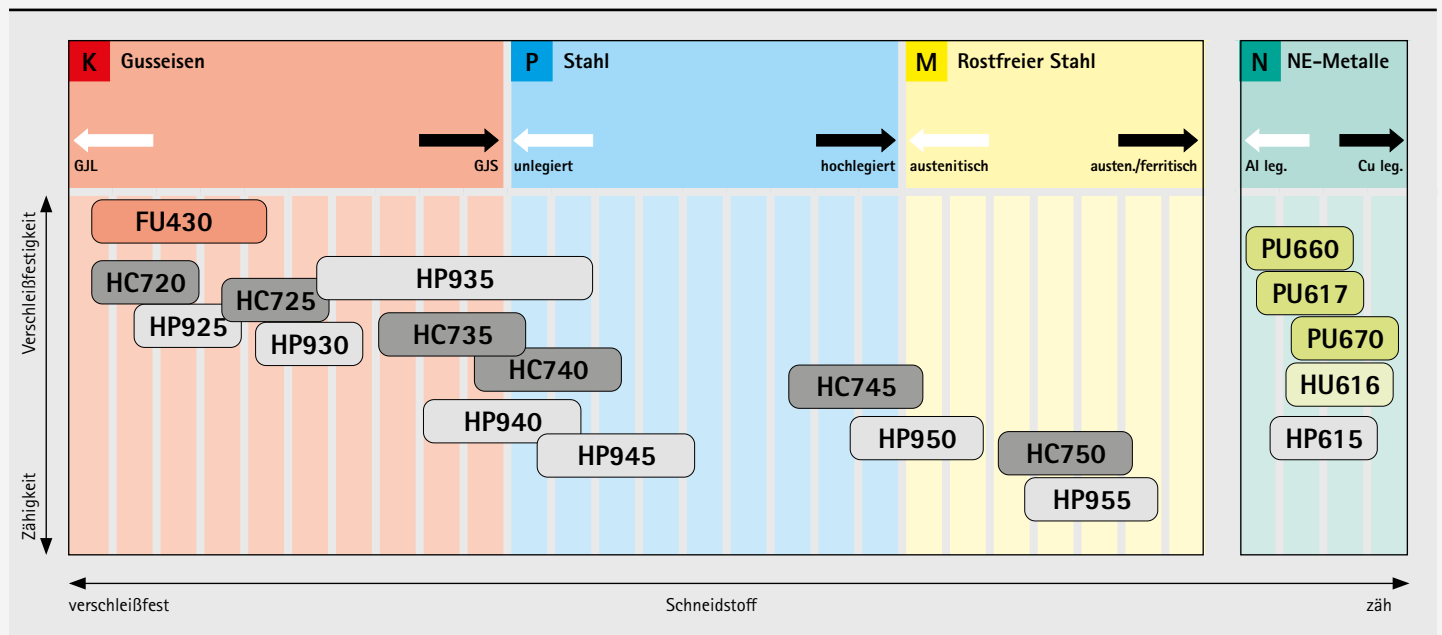 K Gusseisen
P Stahl
M Rostfreier Stahl
N NE-Metalle
GJL
GJS
unlegiert
hochlegiert
austenitisch
austen./ferritisch
Al leg.
Cu leg.
Verschleißfestigkeit
Zähigkeit
FU430
HC720
HP925
HC725
HP930
HP935
HC735
HC740
HP940
HP945
HC745
HP950
HC750
HP955
PU660
PU617
PU670
HU616
HP615
verschleißfest
Schneidstoff
zäh